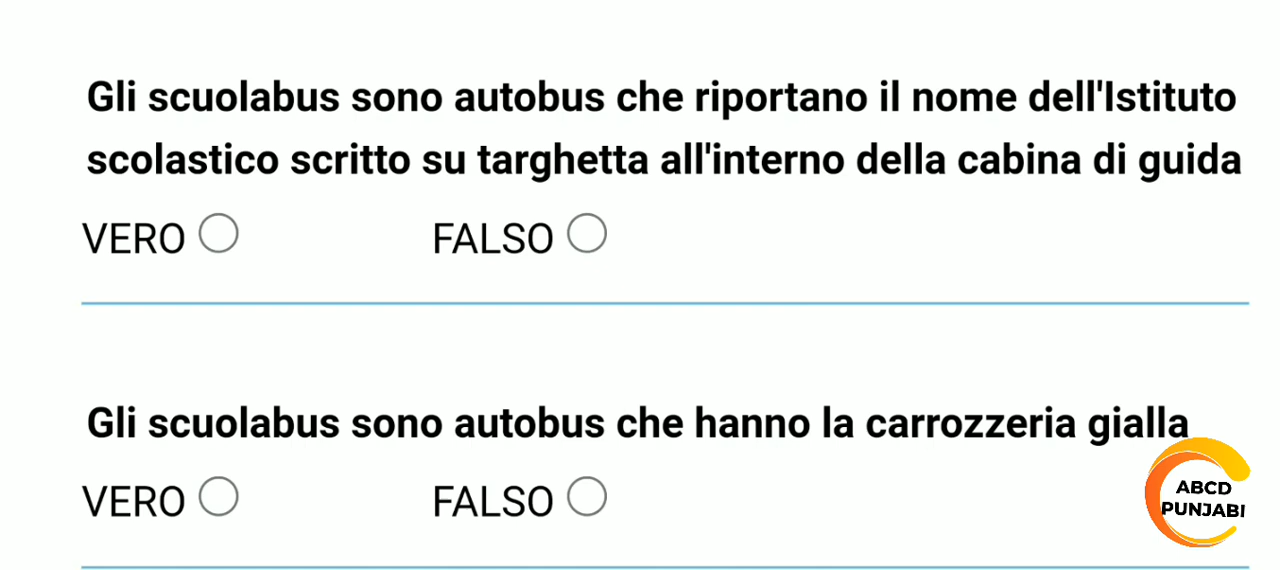 Gli scuolabus sono autobus che riportano il nome dell'Istituto
scolastico scritto su targhetta all'interno della cabina di guida
VERO FALSO
Gli scuolabus sono autobus che hanno la carrozzeria gialla
VERO FALSO
ABCD
PUNJABI